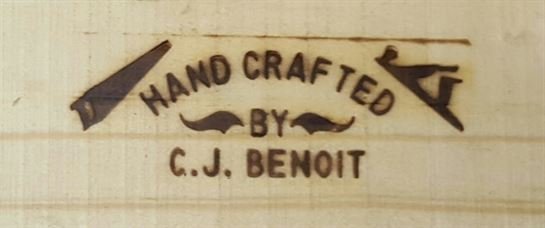 HAND CRAFTED
BY
C.J. BENOIT